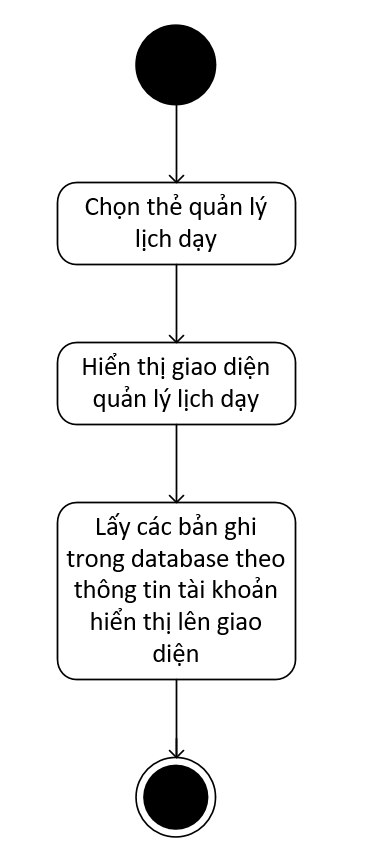 Chọn thẻ quản lý
lịch dạy
Hiển thị giao diện
quản lý lịch dạy
Lấy các bản ghi
trong database theo
thông tin tài khoản
hiển thị lên giao
diện